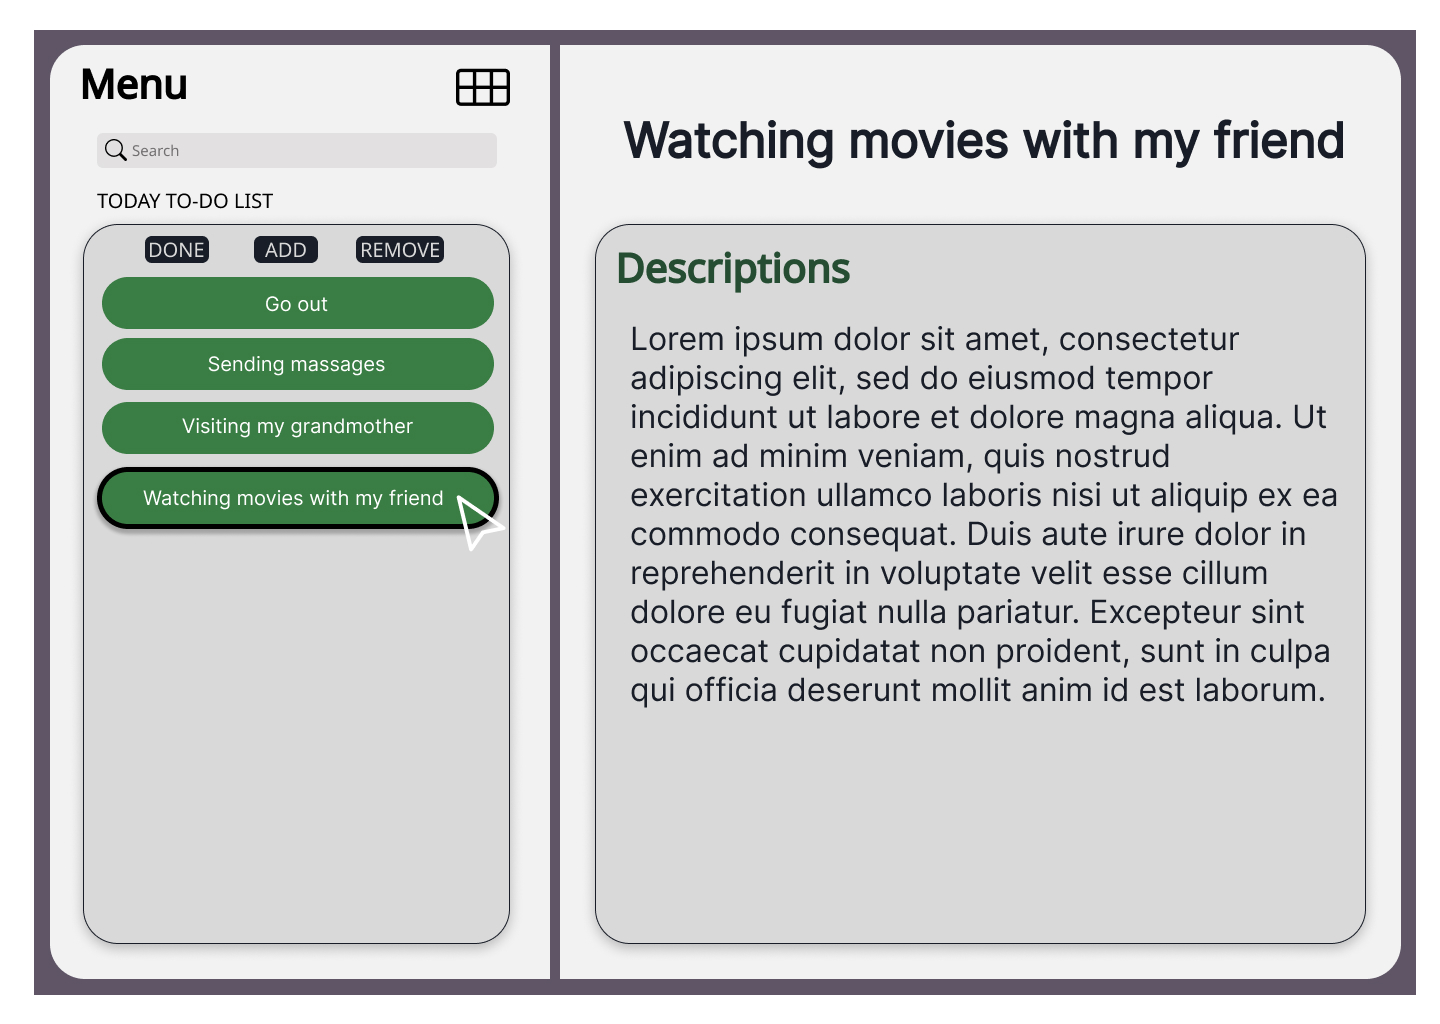 Menu
Search
TODAY TO-DO LIST
DONE ADD REMOVE
Go out
Sending massages
Visiting my grandmother
Watching movies with my friend
Watching movies with my friend
Descriptions
Lorem ipsum dolor sit amet, consectetur
adipiscing elit, sed do eiusmod tempor
incididunt ut labore et dolore magna aliqua. Ut
enim ad minim veniam, quis nostrud
exercitation ullamco laboris nisi ut aliquip ex ea
commodo consequat. Duis aute irure dolor in
reprehenderit in voluptate velit esse cillum
dolore eu fugiat nulla pariatur. Excepteur sint
occaecat cupidatat non proident, sunt in culpa
qui officia deserunt mollit anim id est laborum.